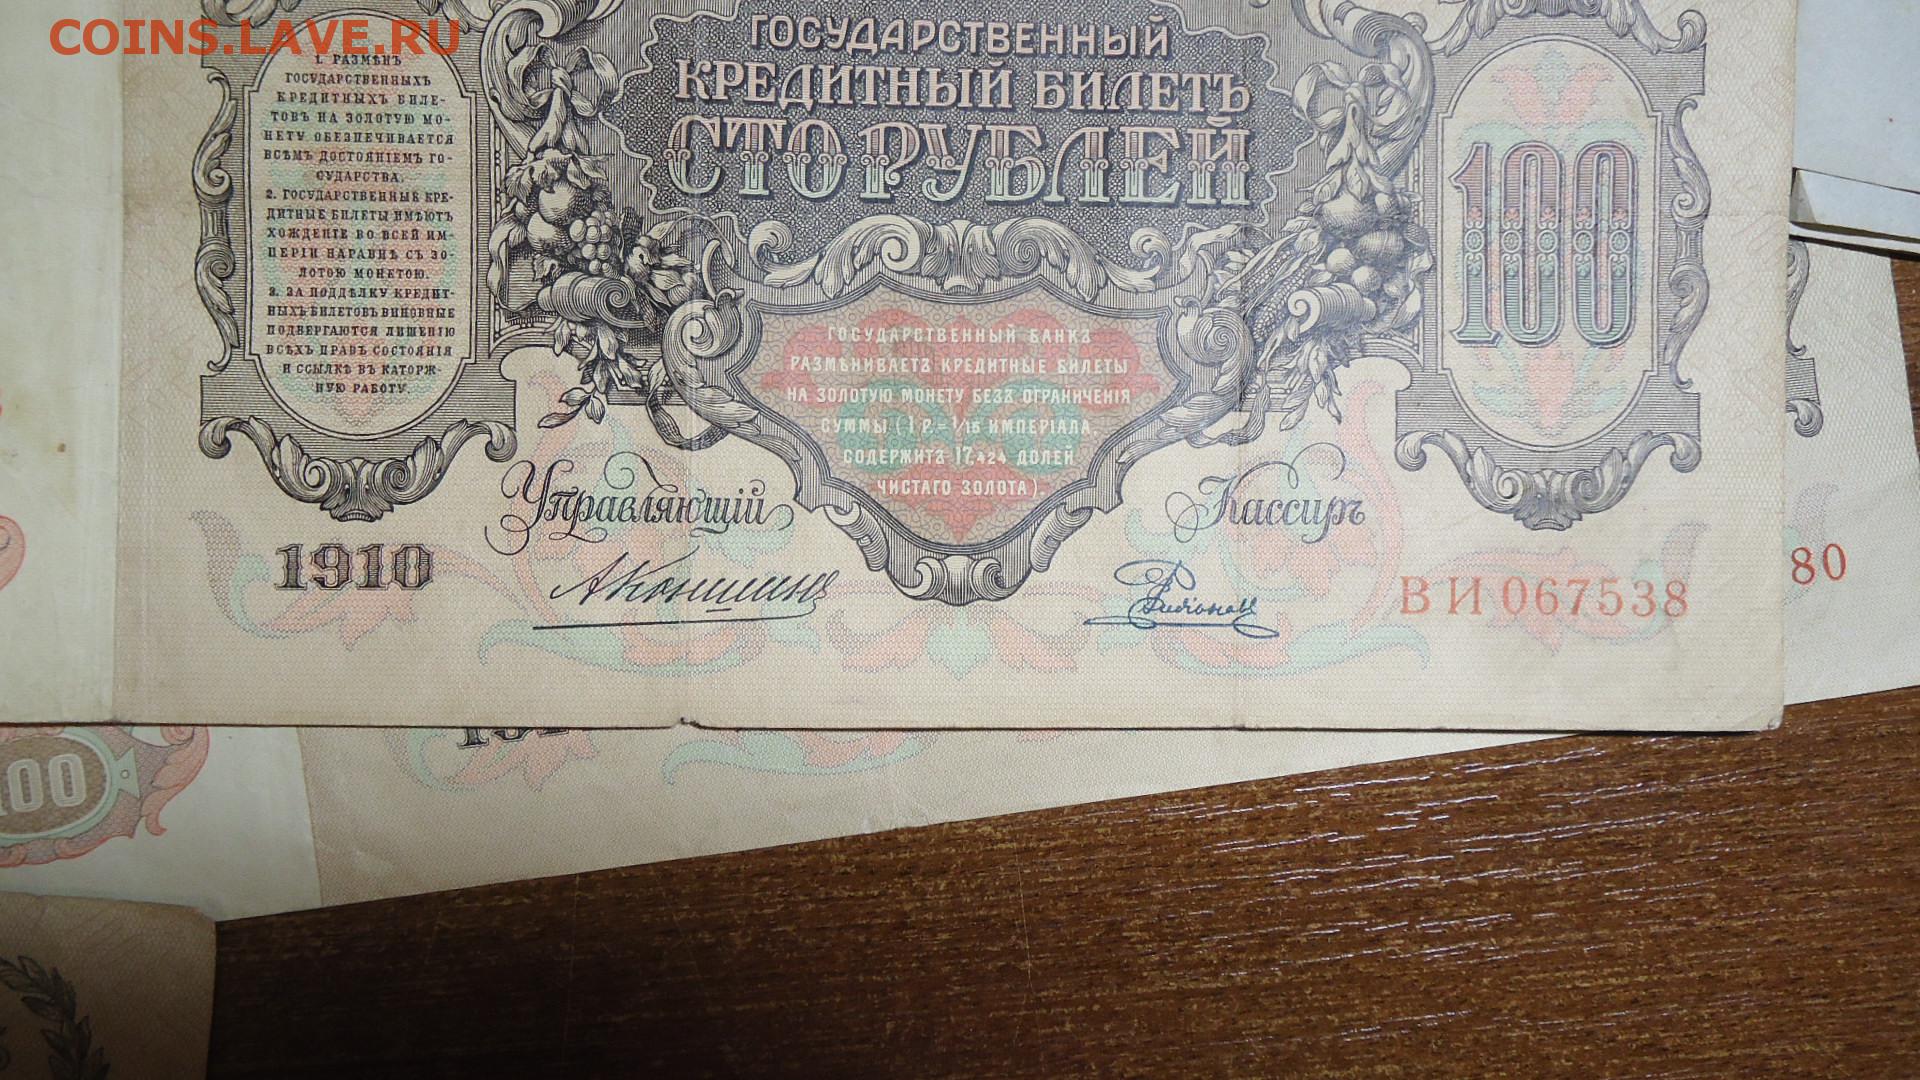 COINS.LAVE.RU
ГОСУДАРСТВЕННЫЙ
КРЕДИТНЫЙ БИЛЕТЪ
СТО РУБЛЕЙ
1. РАЗМѢНЪ
ГОСУДАРСТВЕННЫХЪ
КРЕДИТНЫХЪ БИЛЕ-
ТОВЪ НА ЗОЛОТУЮ МО-
НЕТУ ОБЕЗПЕЧИВАЕТСЯ
ВСѢМЪ ДОСТОЯНІЕМЪ ГО-
СУДАРСТВА.
2. ГОСУДАРСТВЕННЫЕ КРЕ-
ДИТНЫЕ БИЛЕТЫ ИМѢЮТЪ
ХОЖДЕНІЕ ВО ВСЕЙ ИМ-
ПЕРІИ НАРАВНѢ СЪ ЗО-
ЛОТОЮ МОНЕТОЮ.
3. ЗА ПОДДѢЛКУ КРЕДИТ-
НЫХЪ БИЛЕТОВЪ ВИНОВНЫЕ
ПОДВЕРГАЮТСЯ ЛИШЕНІЮ
ВСѢХЪ ПРАВЪ СОСТОЯНІЯ
И ССЫЛКѢ ВЪ КАТОРЖ-
НУЮ РАБОТУ.
100
ГОСУДАРСТВЕННЫЙ БАНКЪ
РАЗМѢНИВАЕТЪ КРЕДИТНЫЕ БИЛЕТЫ
НА ЗОЛОТУЮ МОНЕТУ БЕЗЪ ОГРАНИЧЕНІЯ
СУММЫ (1 Р.= 1/15 ИМПЕРІАЛА,
СОДЕРЖИТЪ 17,424 ДОЛЕЙ
ЧИСТАГО ЗОЛОТА).
Управляющій
Кассиръ
1910
АКоншинъ
ВИ 067538
80
100